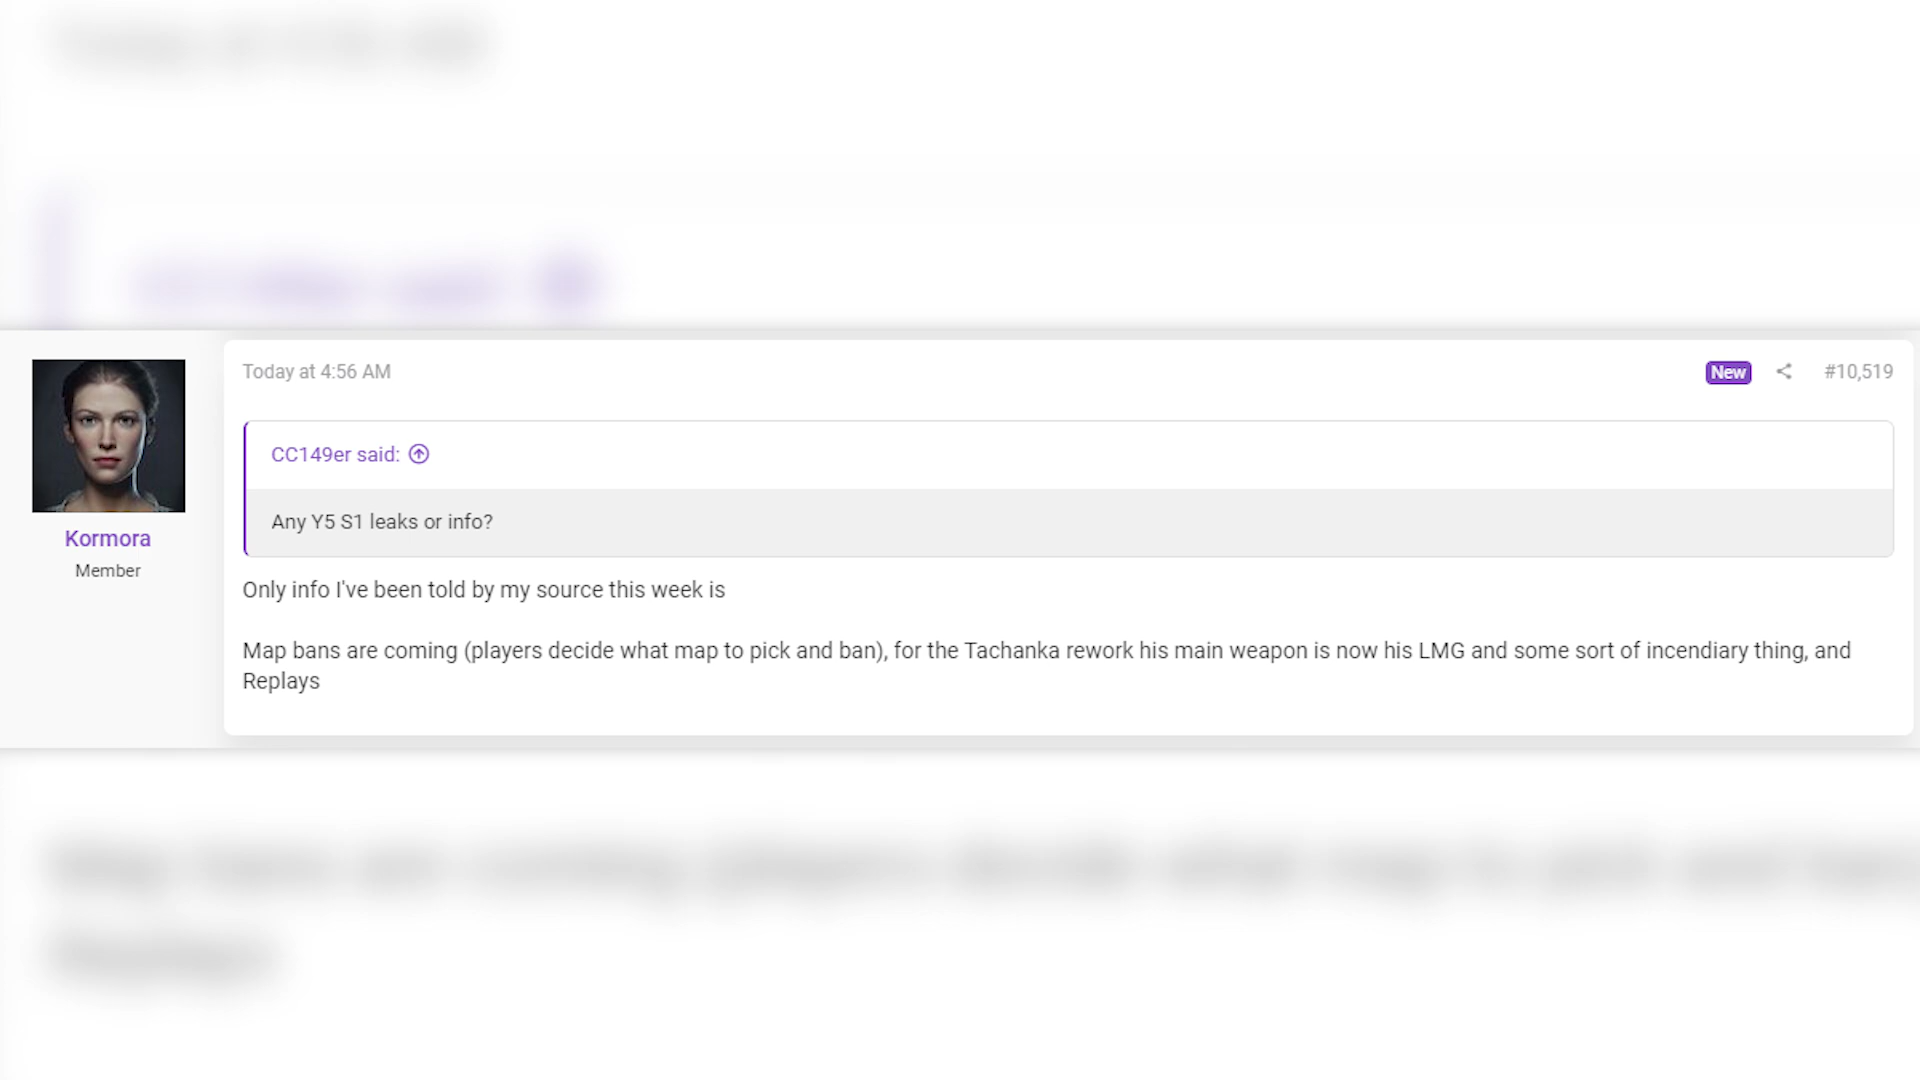 Today at 4:56 AM
New
#10,519
CC149er said:
Any Y5 S1 leaks or info?
Kormora
Member
Only info I've been told by my source this week is
Map bans are coming (players decide what map to pick and ban), for the Tachanka rework his main weapon is now his LMG and some sort of incendiary thing, and
Replays